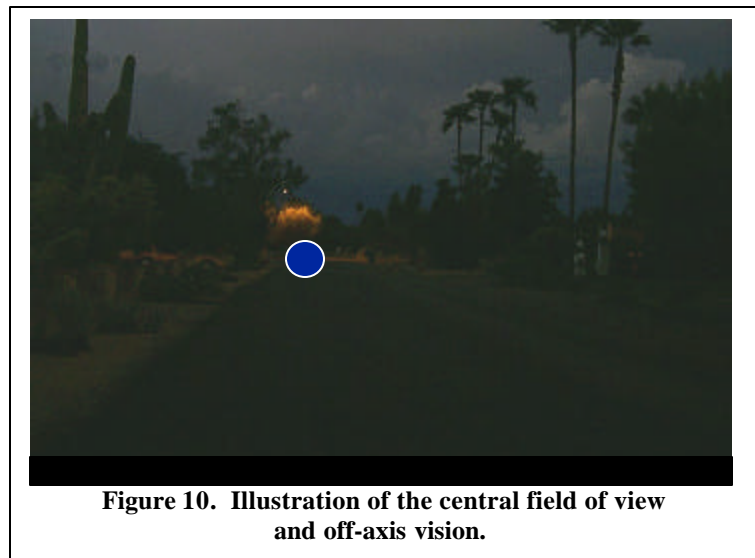 Figure 10. Illustration of the central field of view
and off-axis vision.